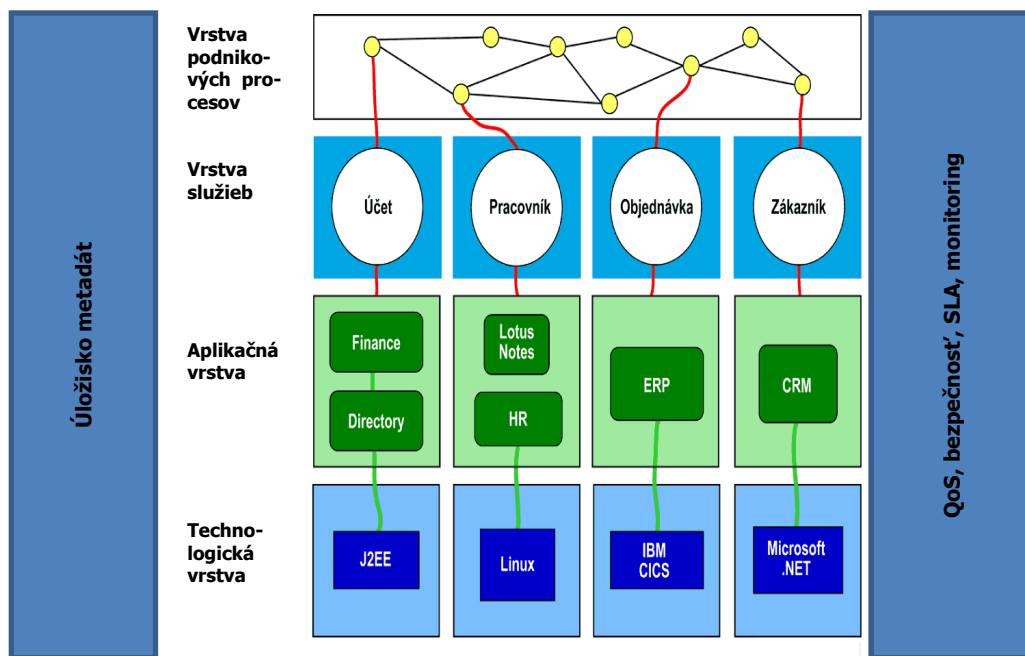 Úložisko metadát
Vrstva
podniko-
vých pro-
cesov
Vrstva
služieb
Účet
Pracovník
Objednávka
Zákazník
Aplikačná
vrstva
Finance
Directory
Lotus
Notes
HR
ERP
CRM
Techno-
logická
vrstva
J2EE
Linux
IBM
CICS
Microsoft
.NET
QoS, bezpečnosť, SLA, monitoring